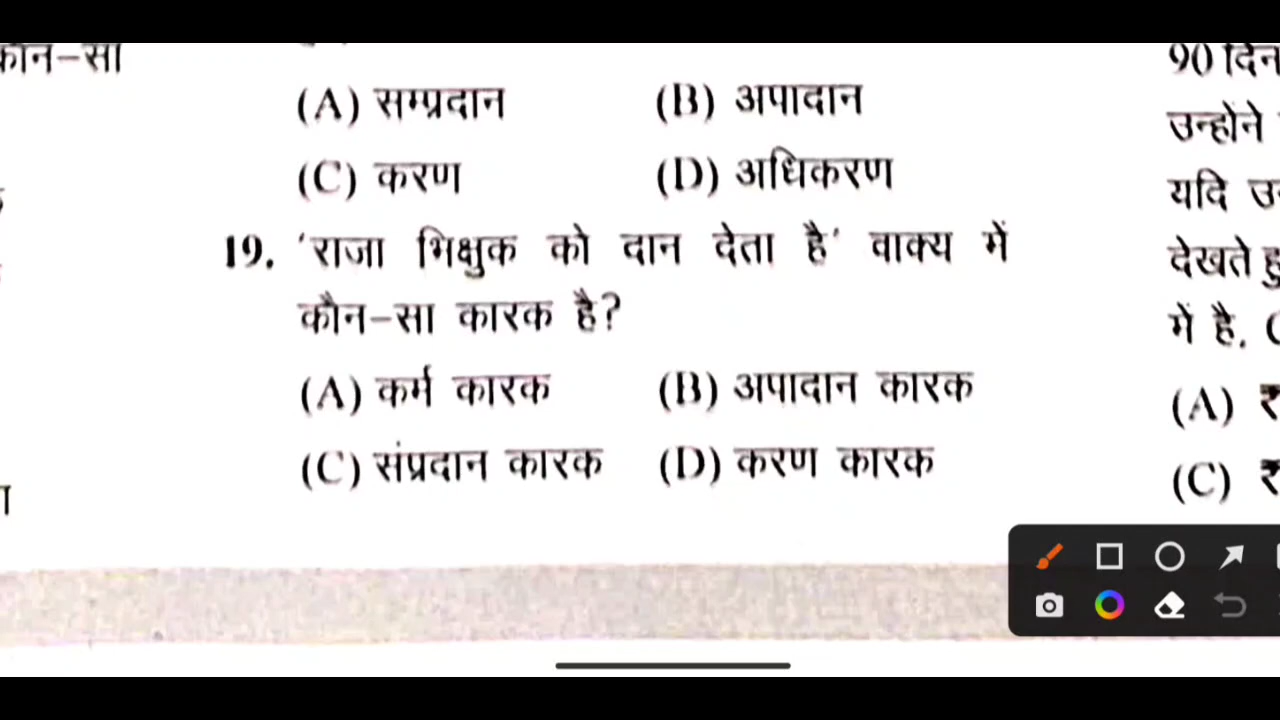 कौन-सा
(A) सम्प्रदान (B) अपादान
(C) करण (D) अधिकरण
19. 'राजा भिक्षुक को दान देता है' वाक्य में
कौन-सा कारक है?
(A) कर्म कारक (B) अपादान कारक
(C) संप्रदान कारक (D) करण कारक
90 दिन
उन्होंने
यदि
देखते
में है.
(A)
(C)